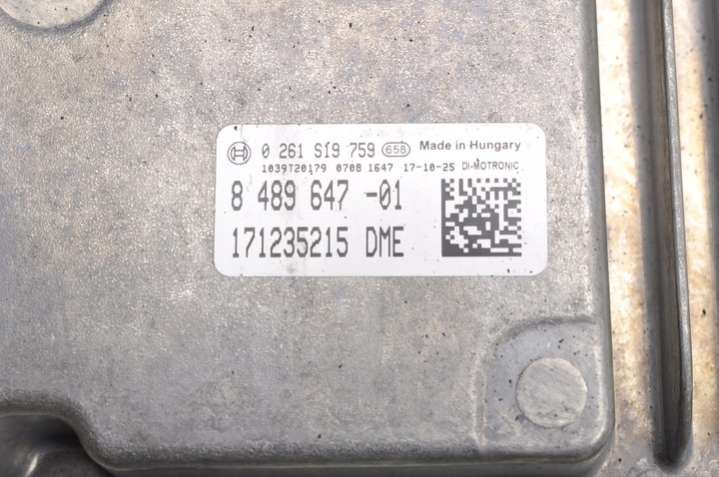 0 261 S19 759 658 Made in Hungary
1039T20179 0708 1647 17-10-25 DI-MOTRONIC
8 489 647 -01
171235215 DME